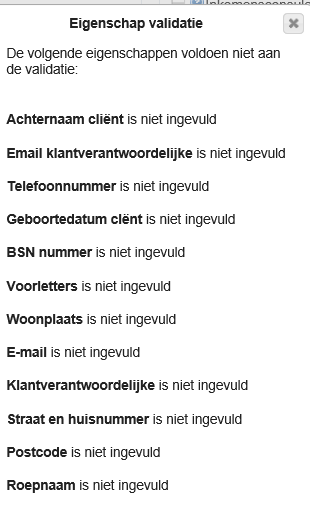 Eigenschap validatie
De volgende eigenschappen voldoen niet aan
de validatie:
Achternaam cliënt is niet ingevuld
Email klantverantwoordelijke is niet ingevuld
Telefoonnummer is niet ingevuld
Geboortedatum clënt is niet ingevuld
BSN nummer is niet ingevuld
Voorletters is niet ingevuld
Woonplaats is niet ingevuld
E-mail is niet ingevuld
Klantverantwoordelijke is niet ingevuld
Straat en huisnummer is niet ingevuld
Postcode is niet ingevuld
Roepnaam is niet ingevuld